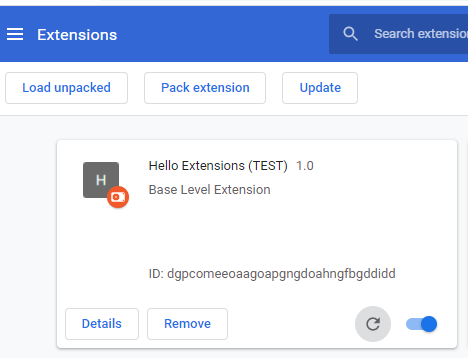 Extensions
Search extensio
Load unpacked Pack extension Update
H
Hello Extensions (TEST) 1.0
Base Level Extension
ID: dgpcomeeoaagoapgngdoahngfbgddidd
Details Remove